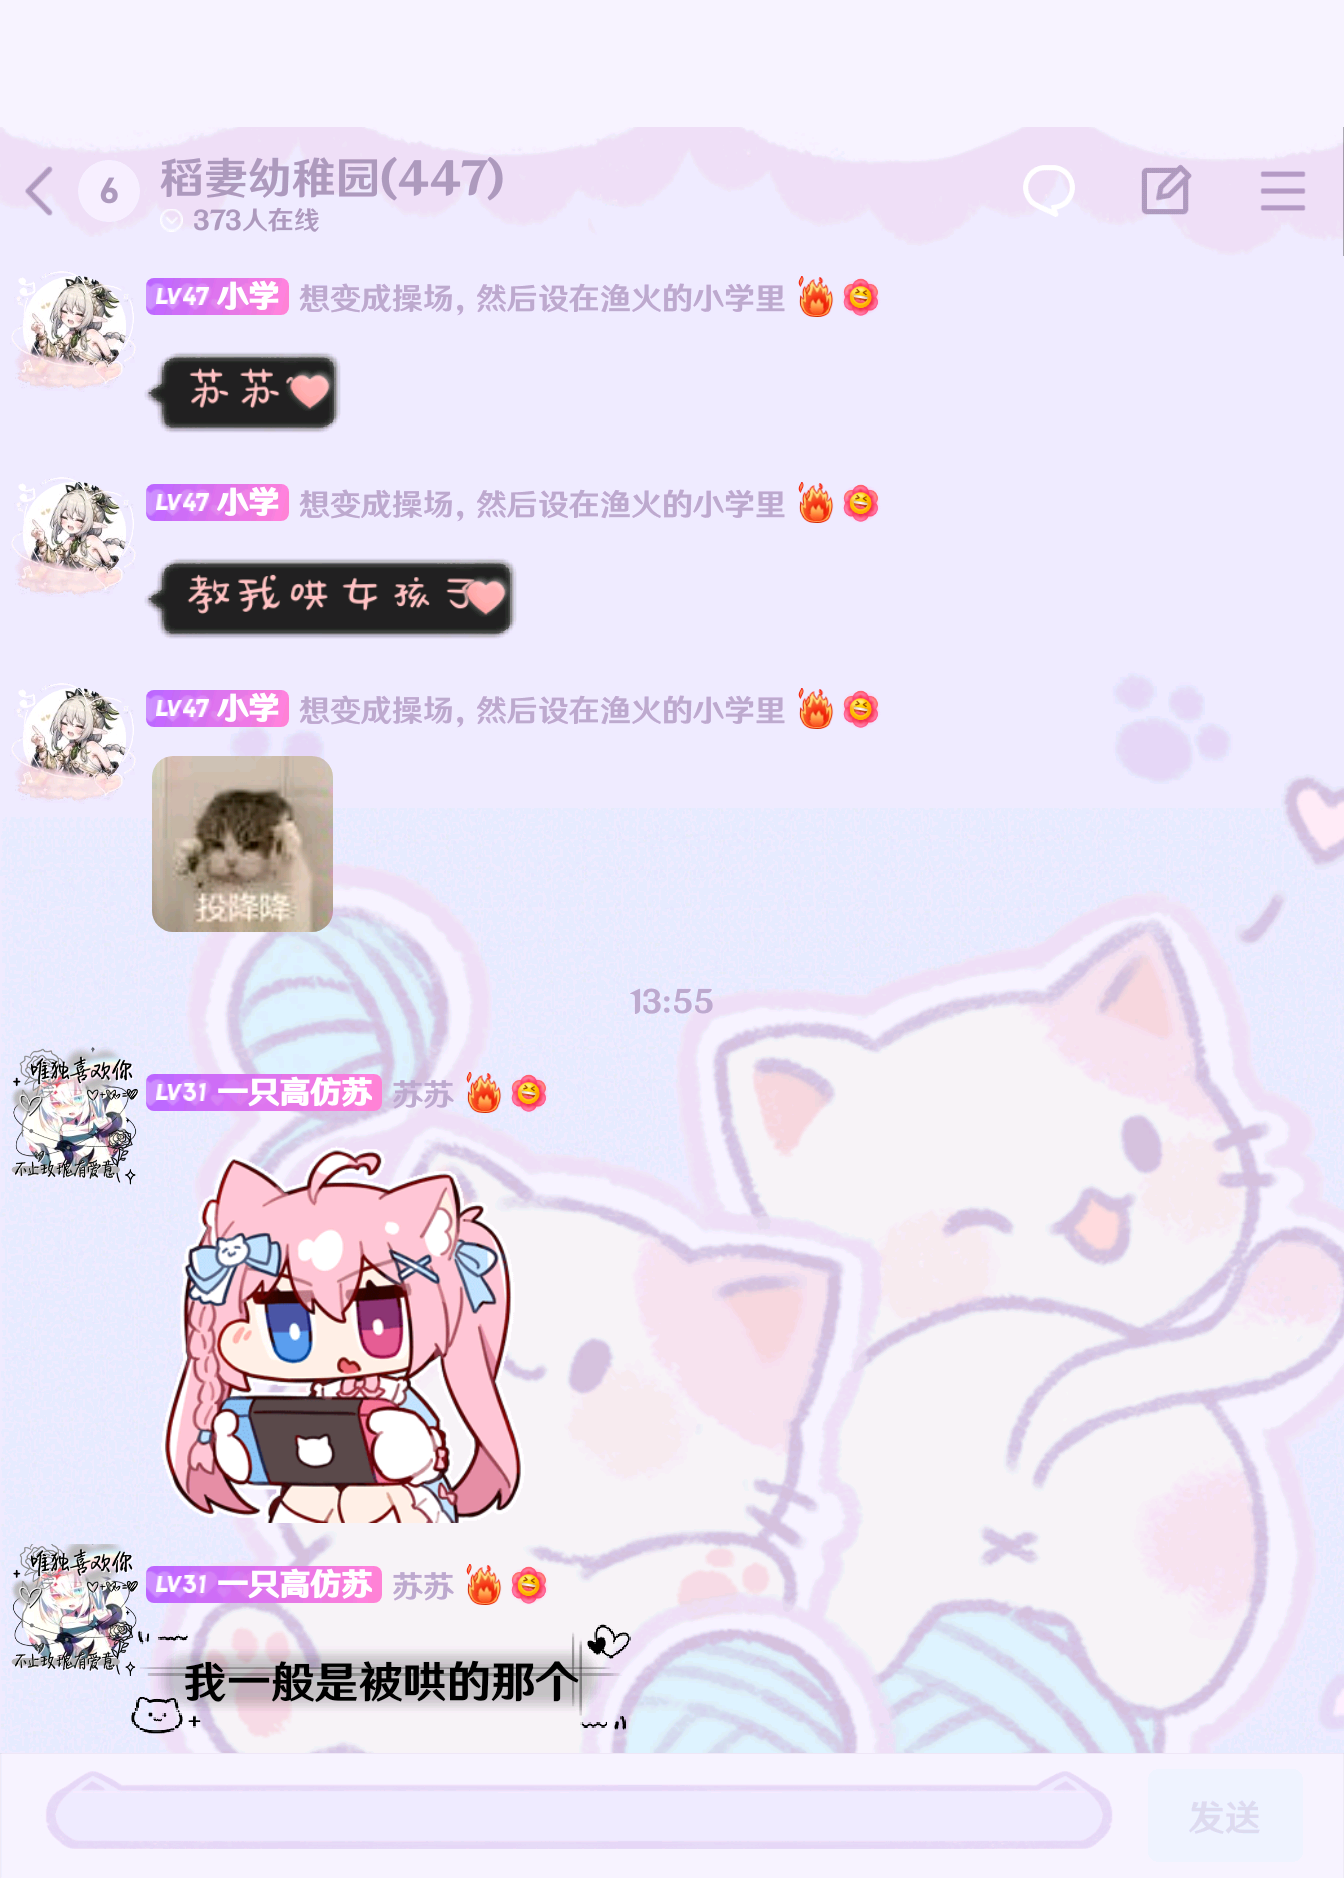 6
稻妻幼稚园(447)
373人在线
LV47 小学 想变成操场，然后设在渔火的小学里
苏苏
LV47 小学 想变成操场，然后设在渔火的小学里
教我哄女孩子
LV47 小学 想变成操场，然后设在渔火的小学里
投降降
13:55
唯独喜欢你
LV31 一只高仿苏 苏苏
不止玫瑰有爱意
唯独喜欢你
LV31 一只高仿苏 苏苏
不止玫瑰有爱意
我一般是被哄的那个
发送